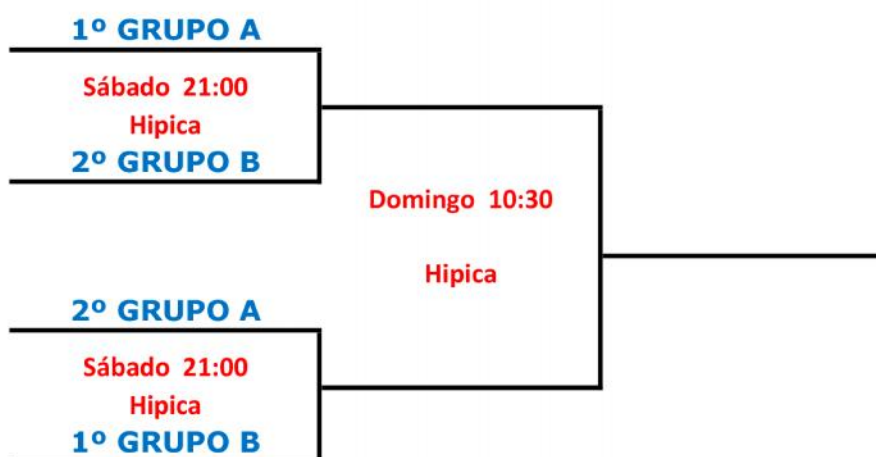 1º GRUPO A
Sábado 21:00
Hipica
2º GRUPO B
Domingo 10:30
Hipica
2º GRUPO A
Sábado 21:00
Hipica
1º GRUPO B